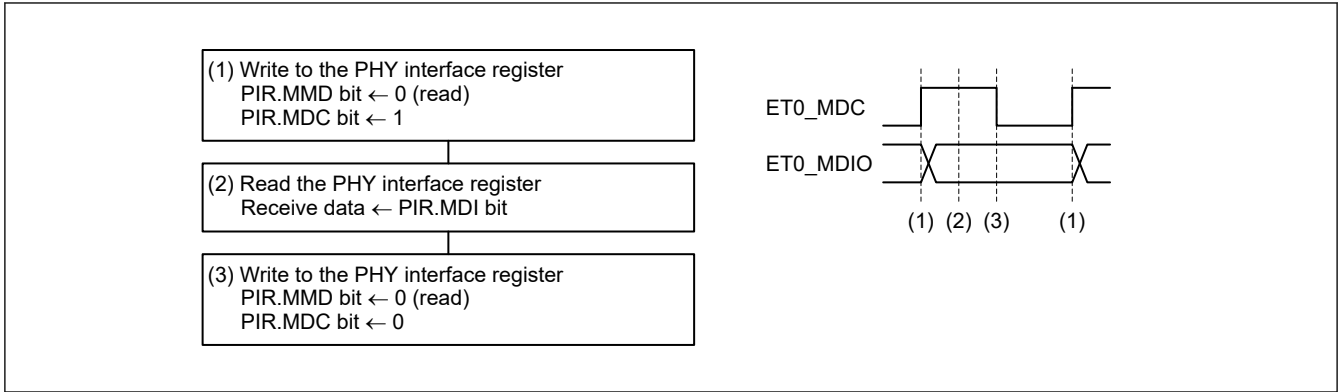 (1) Write to the PHY interface register
PIR.MMD bit ← 0 (read)
PIR.MDC bit ← 1
(2) Read the PHY interface register
Receive data ← PIR.MDI bit
(3) Write to the PHY interface register
PIR.MMD bit ← 0 (read)
PIR.MDC bit ← 0
ET0_MDC
ET0_MDIO
(1) (2) (3) (1)